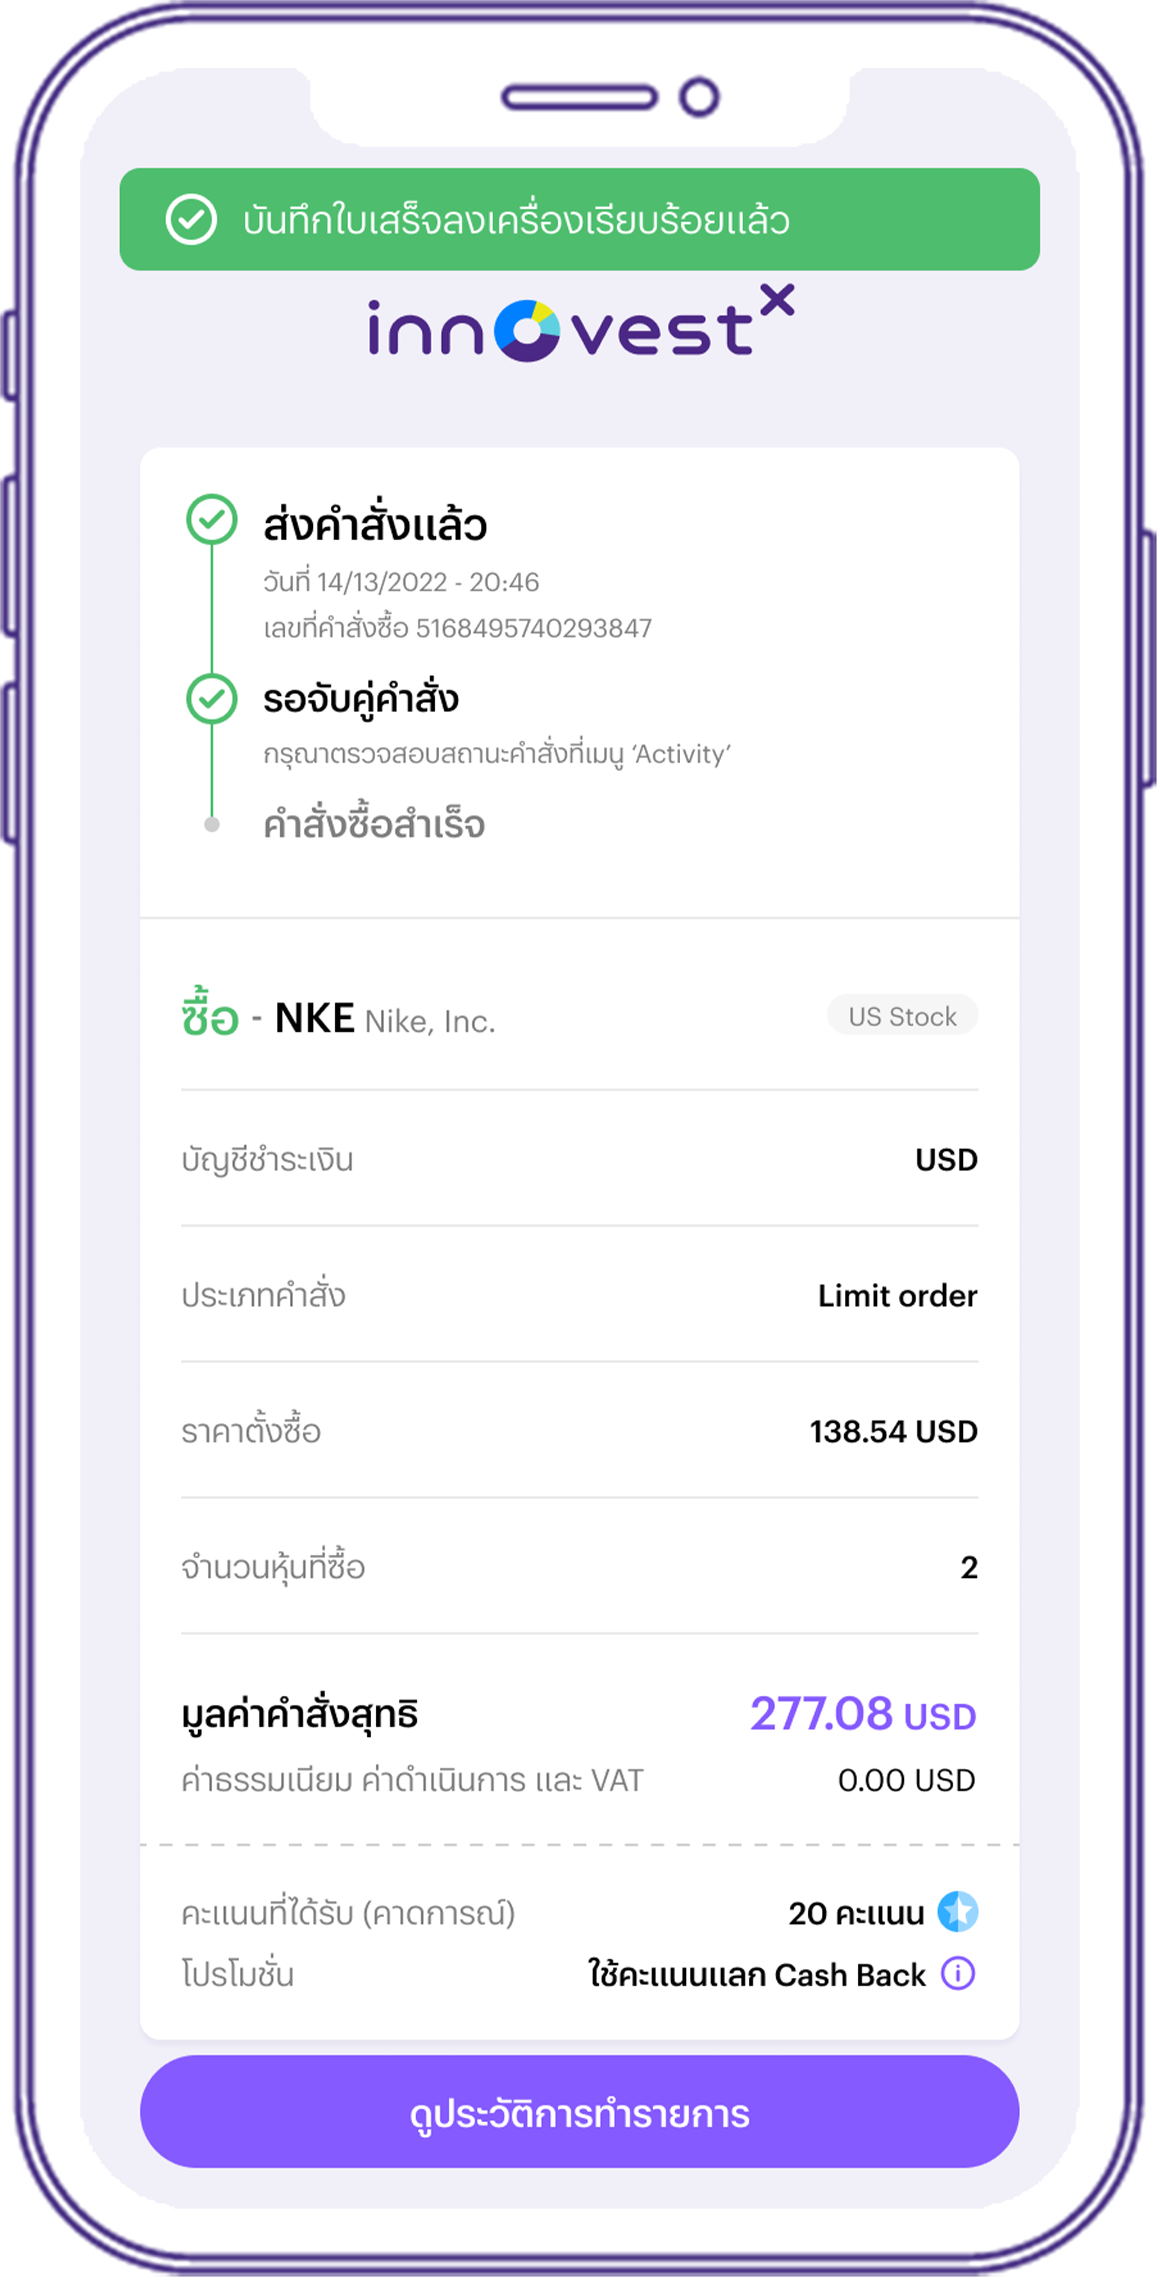 บันทึกใบเสร็จลงเครื่องเรียบร้อยแล้ว
innovestx
ส่งคำสั่งแล้ว
วันที่ 14/13/2022 - 20:46
เลขที่คำสั่งซื้อ 5168495740293847
รอจับคู่คำสั่ง
กรุณาตรวจสอบสถานะคำสั่งที่เมนู ‘Activity’
คำสั่งซื้อสำเร็จ
ซื้อ - NKE Nike, Inc. US Stock
บัญชีชำระเงิน USD
ประเภทคำสั่ง Limit order
ราคาตั้งซื้อ 138.54 USD
จำนวนหุ้นที่ซื้อ 2
มูลค่าคำสั่งสุทธิ 277.08 USD
ค่าธรรมเนียม ค่าดำเนินการ และ VAT 0.00 USD
คะแนนที่ได้รับ (คาดการณ์) 20 คะแนน
โปรโมชั่น ใช้คะแนนแลก Cash Back
ดูประวัติการทำรายการ